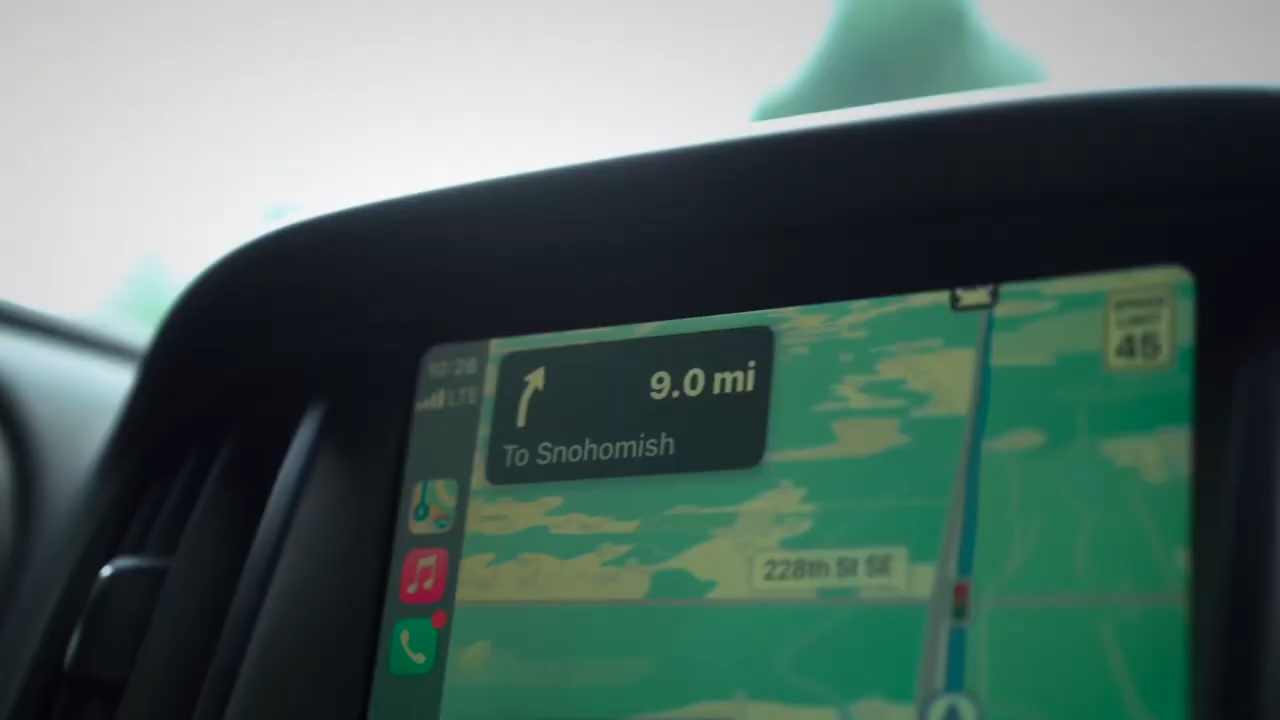 10:28
LTE
9.0 mi
To Snohomish
SPEED
LIMIT
45
228th St SE